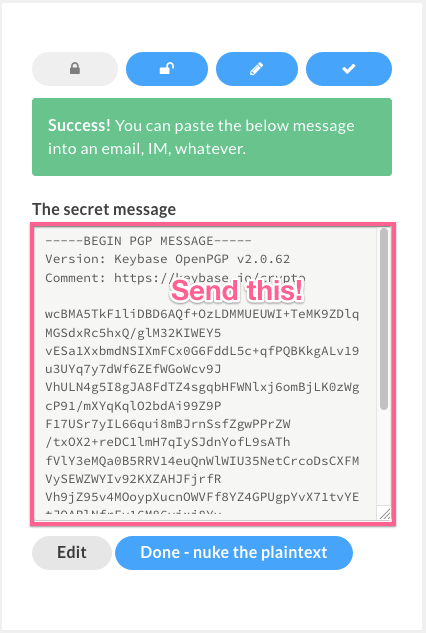 Success! You can paste the below message
into an email, IM, whatever.
The secret message
-----BEGIN PGP MESSAGE-----
Version: Keybase OpenPGP v2.0.62
Comment: https://keybase.io/crypto
Send this!
wcBMA5TkF1liDBD6AQf+OzLDMMUEUWI+TeMK9ZDlq
MGSdxRc5hxQ/glM32KIWEY5
vESa1XxbmdNSIXmFCx0G6FddL5c+qfPQBKkgALv19
u3UYq7y7dWf6ZEfWGoWcv9J
VhULN4g5I8gJA8FdTZ4sgqbHFWNlxj6omBjLK0zWg
cP91/mXYqKqlO2bdAi99Z9P
F17USr7yIL66qui8mBJrnSsfZgwPPrZW
/txOX2+reDC1lmH7qIySJdnYofL9sATh
fVlY3eMQa0B5RRV14euQnWlWIU35NetCrcoDsCXFM
VySEWZWYIv92KXZAHJFjrfR
Vh9jZ95v4MOoypXucnOWVFf8YZ4GPUgpYvX71tvYE
Edit
Done - nuke the plaintext